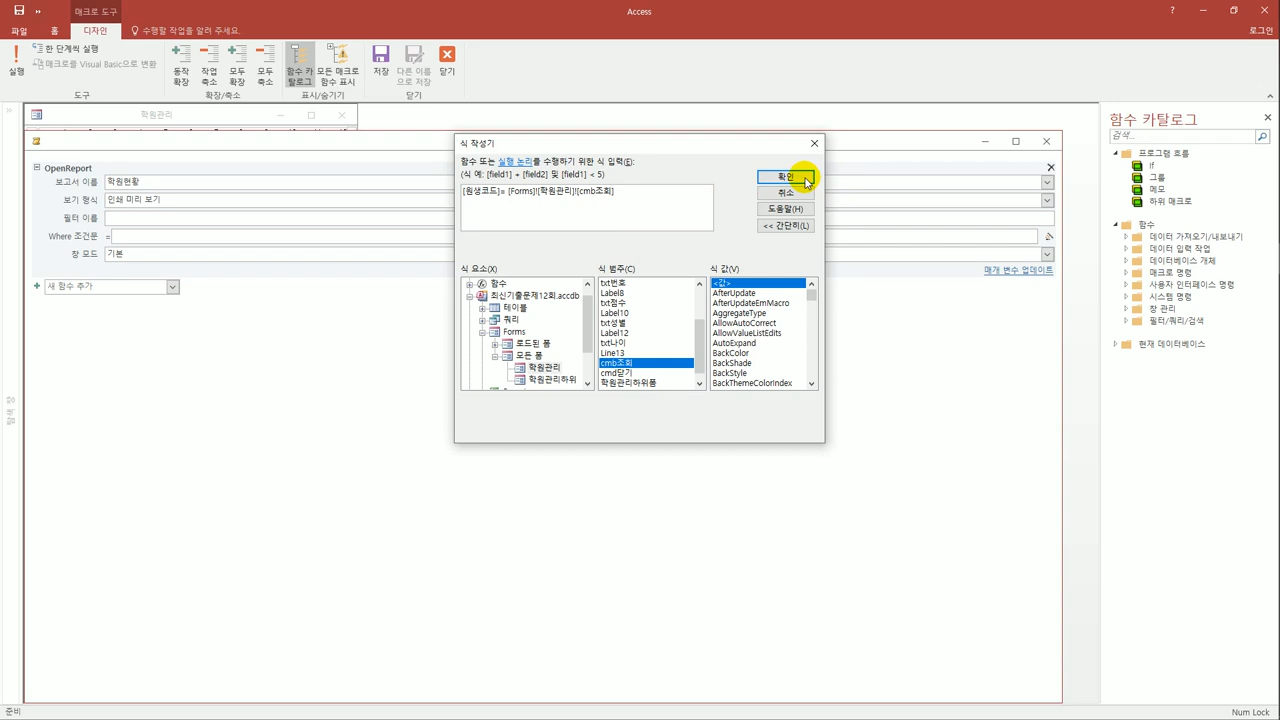 매크로 도구
Access
파일
홈
디자인
수행할 작업을 알려 주세요.
로그인
실행
한 단계씩 실행
매크로를 Visual Basic으로 변환
도구
동작 확장
작업 축소
모두 확장
모두 축소
확장/축소
함수 카탈로그
모든 매크로 함수 표시
표시/숨기기
저장
다른 이름으로 저장
닫기
닫기
학원관리
OpenReport
보고서 이름 학원현황
보기 형식 인쇄 미리 보기
필터 이름
Where 조건문 =
창 모드 기본
새 함수 추가
매개 변수 업데이트
식 작성기
함수 또는 실행 논리를 수행하기 위한 식 입력(E):
(식 예: [field1] + [field2] 및 [field1] < 5)
[원생코드]= [Forms]![학원관리]![cmb조회]
확인
취소
도움말(H)
<< 간단히(L)
식 요소(X)
함수
최신기출문제12회.accdb
테이블
쿼리
Forms
로드된 폼
모든 폼
학원관리
학원관리하위
식 범주(C)
txt번호
Label8
txt점수
Label10
txt성별
Label12
txt나이
Line13
cmb조회
cmd닫기
학원관리하위폼
식 값(V)
<값>
AfterUpdate
AfterUpdateEmMacro
AggregateType
AllowAutoCorrect
AllowValueListEdits
AutoExpand
BackColor
BackShade
BackStyle
BackThemeColorIndex
함수 카탈로그
검색...
프로그램 흐름
If
그룹
메모
하위 매크로
함수
데이터 가져오기/내보내기
데이터 입력 작업
데이터베이스 개체
매크로 명령
사용자 인터페이스 명령
시스템 명령
창 관리
필터/쿼리/검색
현재 데이터베이스
탐색 창
준비
Num Lock